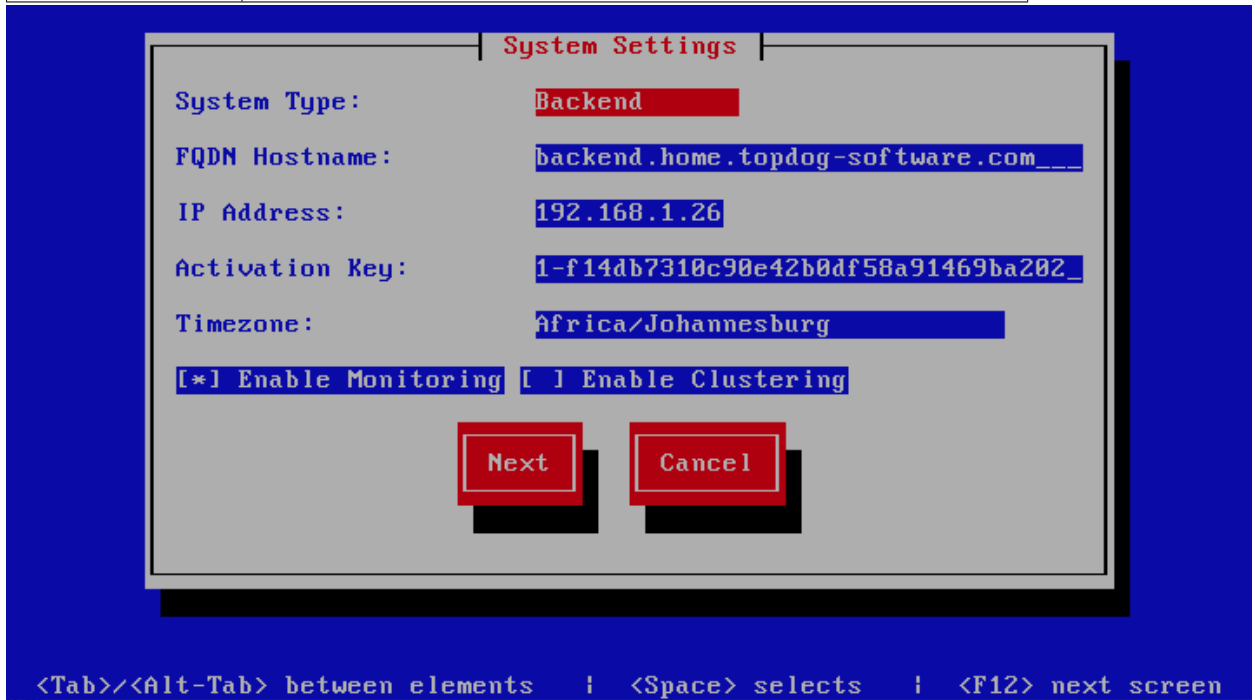 System Settings
System Type: Backend
FQDN Hostname: backend.home.topdog-software.com___
IP Address: 192.168.1.26
Activation Key: 1-f14db7310c90e42b0df58a91469ba202_
Timezone: Africa/Johannesburg
[*] Enable Monitoring [ ] Enable Clustering
Next Cancel
<Tab>/<Alt-Tab> between elements | <Space> selects | <F12> next screen